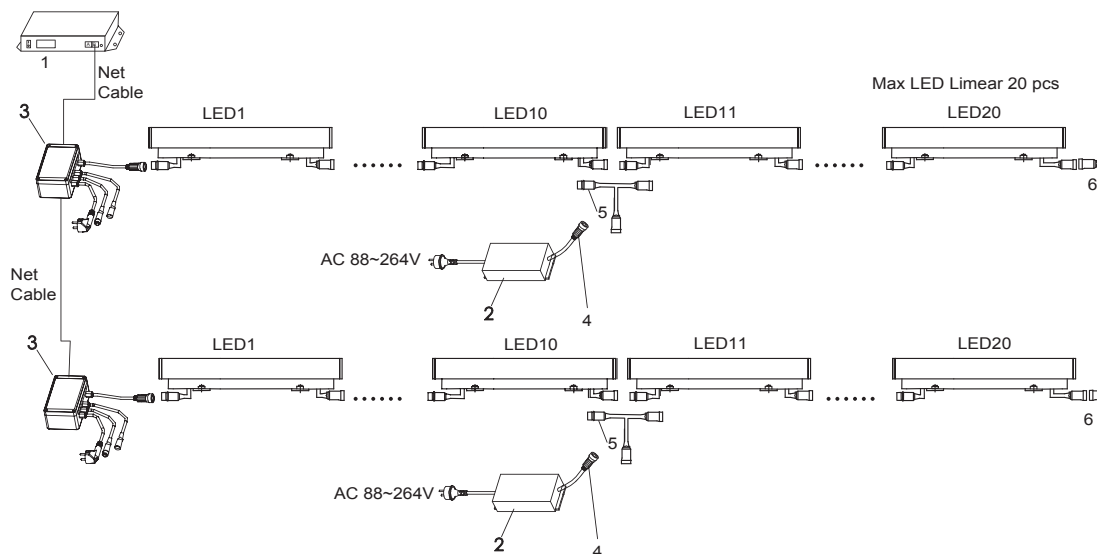 1
Net
Cable
Max LED Limear 20 pcs
3
LED1
LED10
LED11
LED20
6
5
AC 88~264V
2
4
Net
Cable
3
LED1
LED10
LED11
LED20
6
5
AC 88~264V
2
4